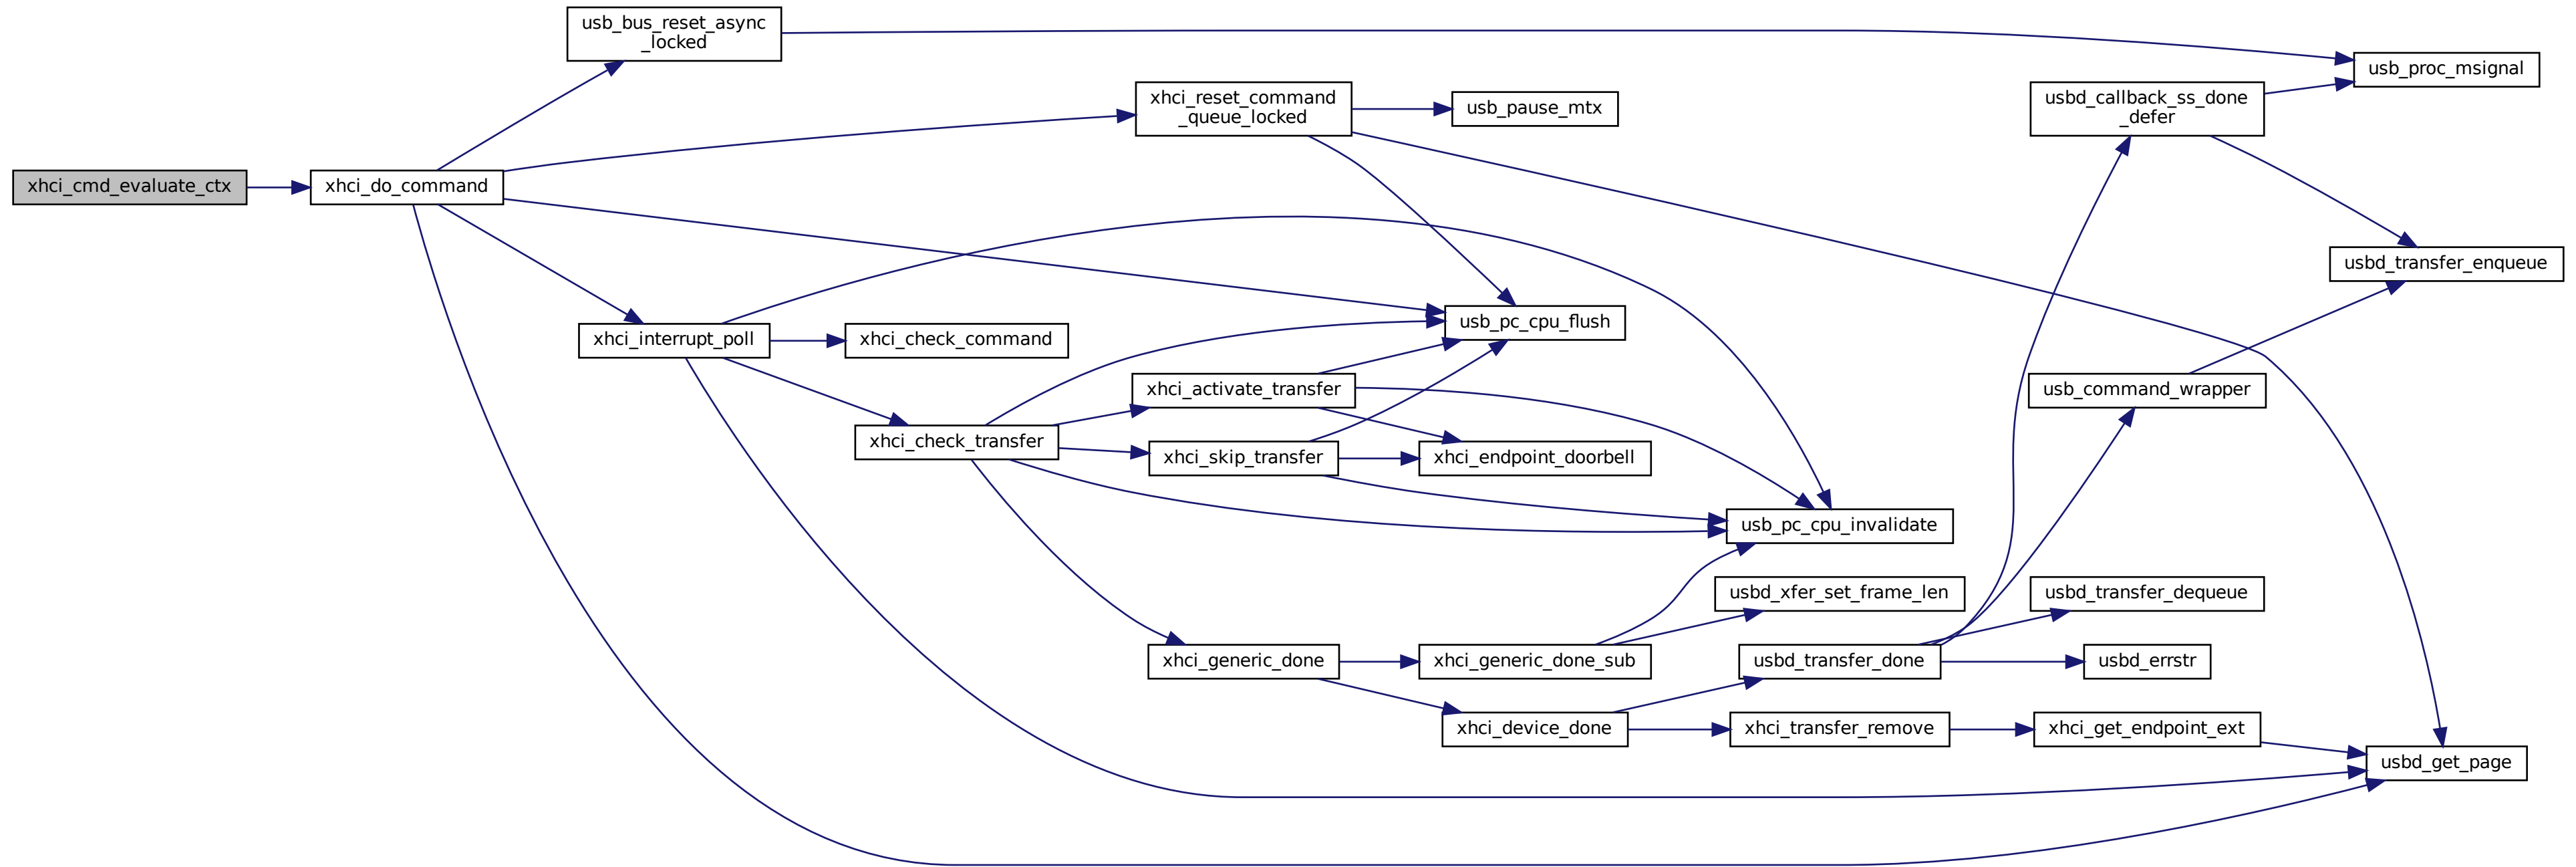 usb_bus_reset_async
_locked
usb_proc_msignal
xhci_reset_command
_queue_locked
usb_pause_mtx
usbd_callback_ss_done
_defer
xhci_cmd_evaluate_ctx
xhci_do_command
usbd_transfer_enqueue
xhci_interrupt_poll
xhci_check_command
usb_pc_cpu_flush
xhci_activate_transfer
usb_command_wrapper
xhci_check_transfer
xhci_skip_transfer
xhci_endpoint_doorbell
usb_pc_cpu_invalidate
usbd_xfer_set_frame_len
usbd_transfer_dequeue
xhci_generic_done
xhci_generic_done_sub
usbd_transfer_done
usbd_errstr
xhci_device_done
xhci_transfer_remove
xhci_get_endpoint_ext
usbd_get_page